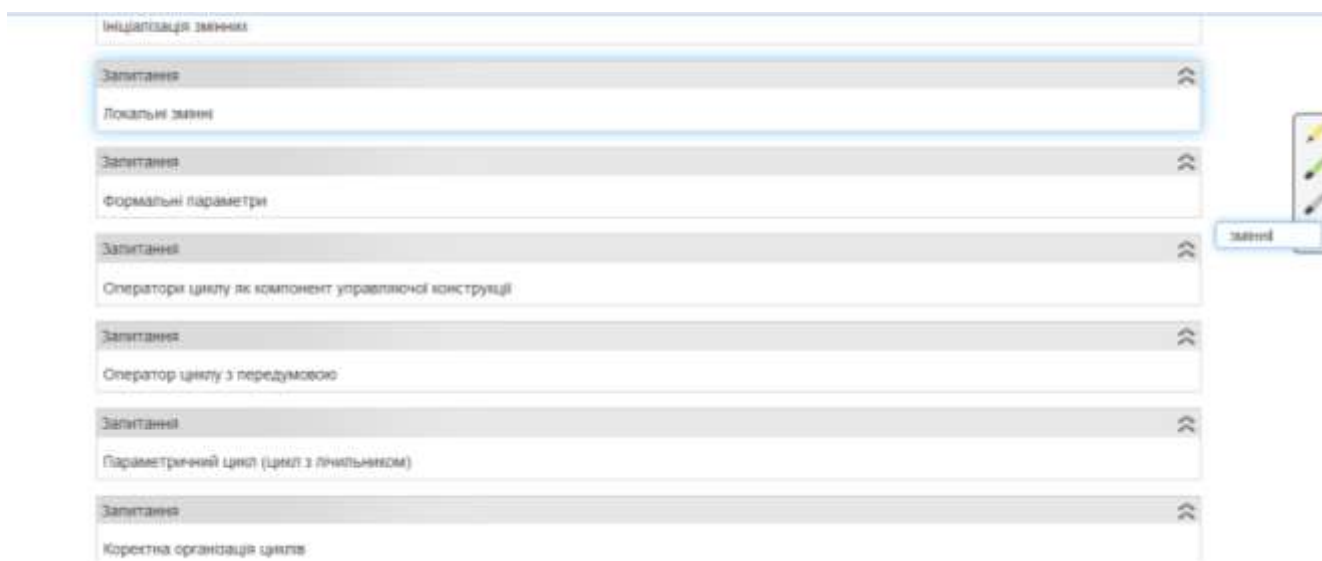 Ініціалізація змінних
Запитання
Локальні змінні
Запитання
Формальні параметри
Запитання
змінні
Оператори циклу як компонент управляючої конструкції
Запитання
Оператор циклу з передумовою
Запитання
Параметричний цикл (цикл з лічильником)
Запитання
Коректна організація циклів